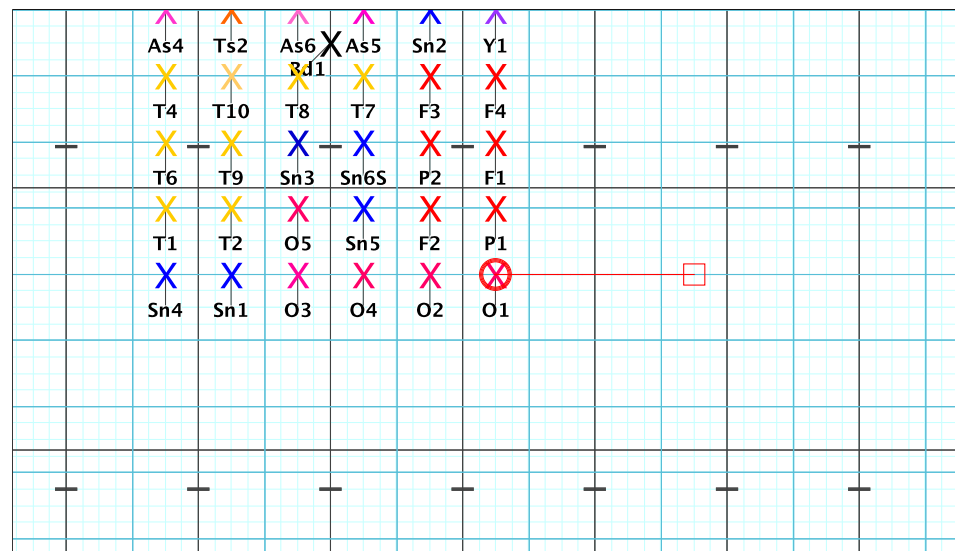 As4 Ts2 As6 As5 Sn2 Y1
Bd1
T4 T10 T8 T7 F3 F4
T6 T9 Sn3 Sn6S P2 F1
T1 T2 O5 Sn5 F2 P1
Sn4 Sn1 O3 O4 O2 O1